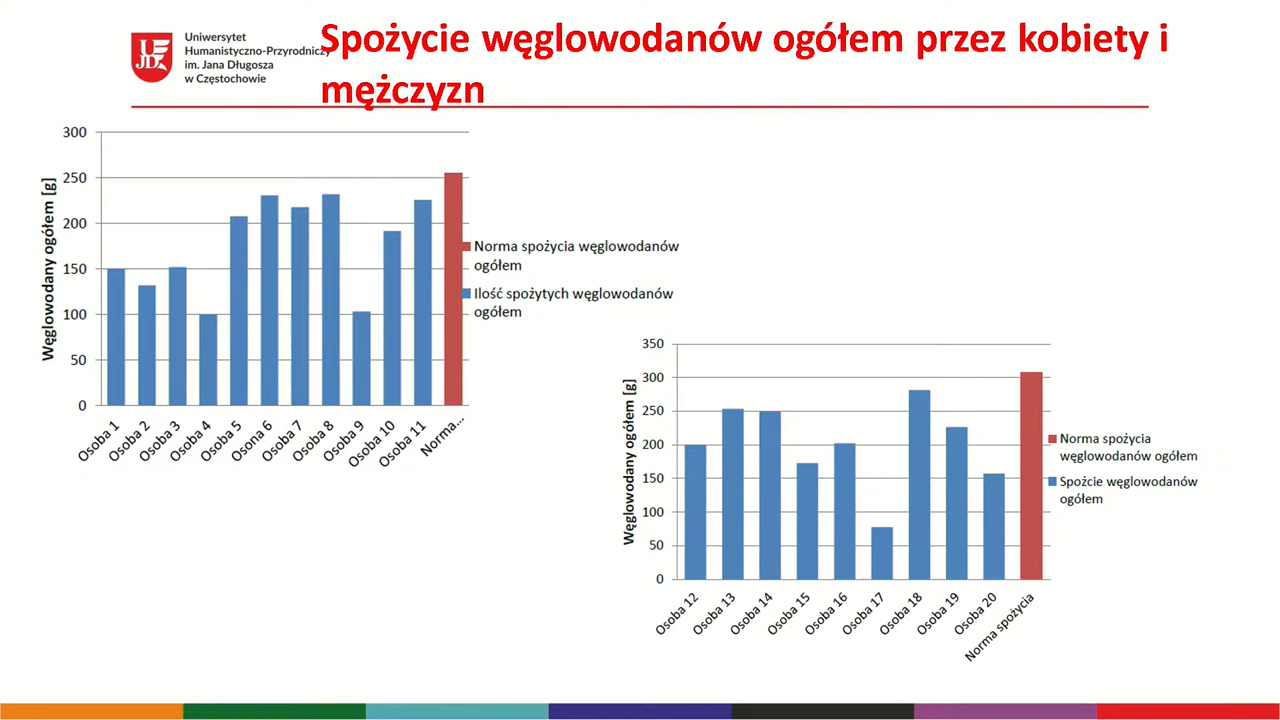 Uniwersytet
Humanistyczno-Przyrodniczy
im. Jana Długosza
w Częstochowie
UJD
Spożycie węglowodanów ogółem przez kobiety i
mężczyzn
Węglowodany ogółem [g]
300
250
200
150
100
50
0
Osoba 1
Osoba 2
Osoba 3
Osoba 4
Osoba 5
Osona 6
Osoba 7
Osoba 8
Osoba 9
Osoba 10
Osoba 11
Norma...
Norma spożycia węglowodanów
ogółem
Ilość spożytych węglowodanów
ogółem
Węglowodany ogółem [g]
350
300
250
200
150
100
50
0
Osoba 12
Osoba 13
Osoba 14
Osoba 15
Osoba 16
Osoba 17
Osoba 18
Osoba 19
Osoba 20
Norma spożycia
Norma spożycia
węglowodanów ogółem
Spożcie węglowodanów
ogółem